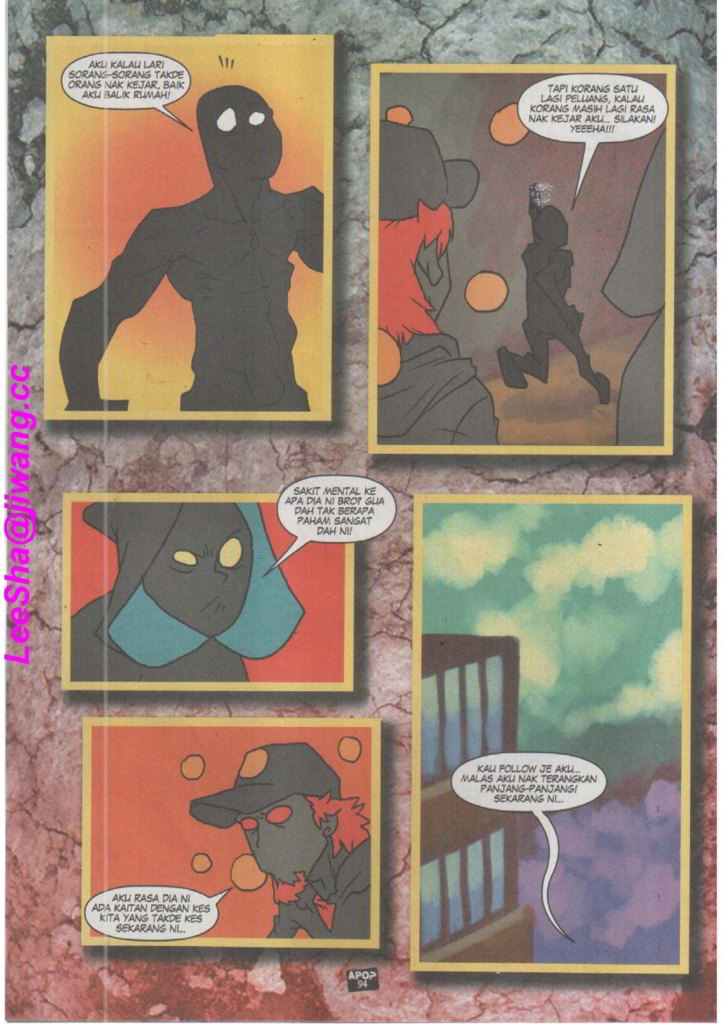 AKU KALAU LARI
SORANG-SORANG TAKDE
ORANG NAK KEJAR, BAIK
AKU BALIK RUMAH!
TAPI KORANG SATU
LAGI PELUANG, KALAU
KORANG MASIH LAGI RASA
NAK KEJAR AKU... SILAKAN!
YEEEHA!!!
SAKIT MENTAL KE
APA DIA NI BRO? GUA
DAH TAK BERAPA
PAHAM SANGAT
DAH NI!
AKU RASA DIA NI
ADA KAITAN DENGAN KES
KITA YANG TAKDE KES
SEKARANG NI...
KAU FOLLOW JE AKU...
MALAS AKU NAK TERANGKAN
PANJANG-PANJANG!
SEKARANG NI...
LeeSha@jiwang.cc
APO?
94